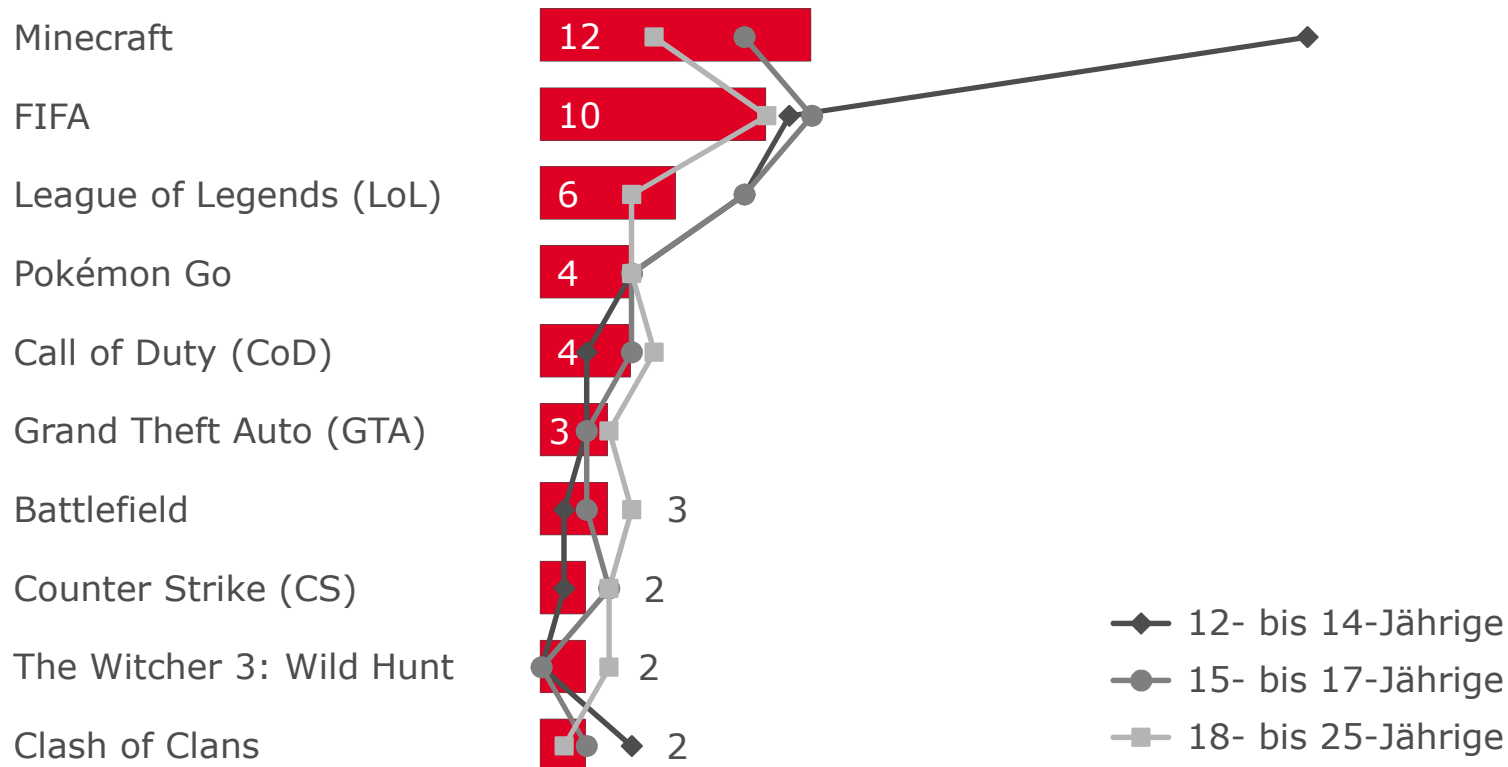 Minecraft 12
FIFA 10
League of Legends (LoL) 6
Pokémon Go 4
Call of Duty (CoD) 4
Grand Theft Auto (GTA) 3
Battlefield 3
Counter Strike (CS) 2
The Witcher 3: Wild Hunt 2
Clash of Clans 2
12- bis 14-Jährige
15- bis 17-Jährige
18- bis 25-Jährige